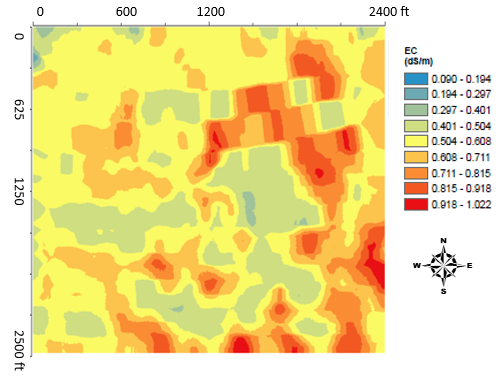 0 600 1200 2400 ft
0
625
1250
2500 ft
EC
(dS/m)
0.090 - 0.194
0.194 - 0.297
0.297 - 0.401
0.401 - 0.504
0.504 - 0.608
0.608 - 0.711
0.711 - 0.815
0.815 - 0.918
0.918 - 1.022
N
W E
S